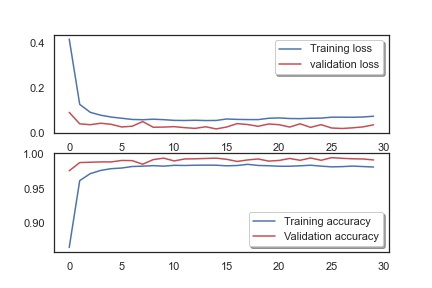 0.4
Training loss
validation loss
0.2
0.0
0 5 10 15 20 25 30
1.00
0.95
0.90
Training accuracy
Validation accuracy
0 5 10 15 20 25 30